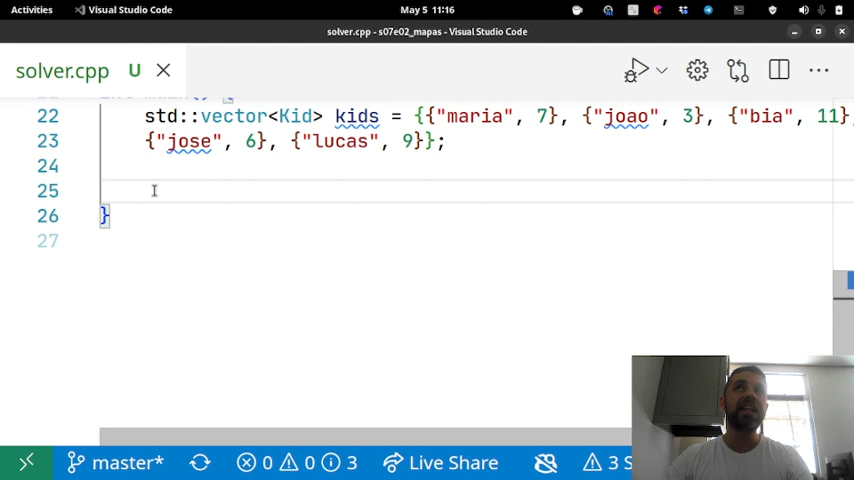 Activities Visual Studio Code May 5 11:16
solver.cpp - s07e02_mapas - Visual Studio Code
solver.cpp U
22 std::vector<Kid> kids = {{"maria", 7}, {"joao", 3}, {"bia", 11},
23 {"jose", 6}, {"lucas", 9}};
24
25
26 }
27
master* 0 0 3 Live Share 3 S